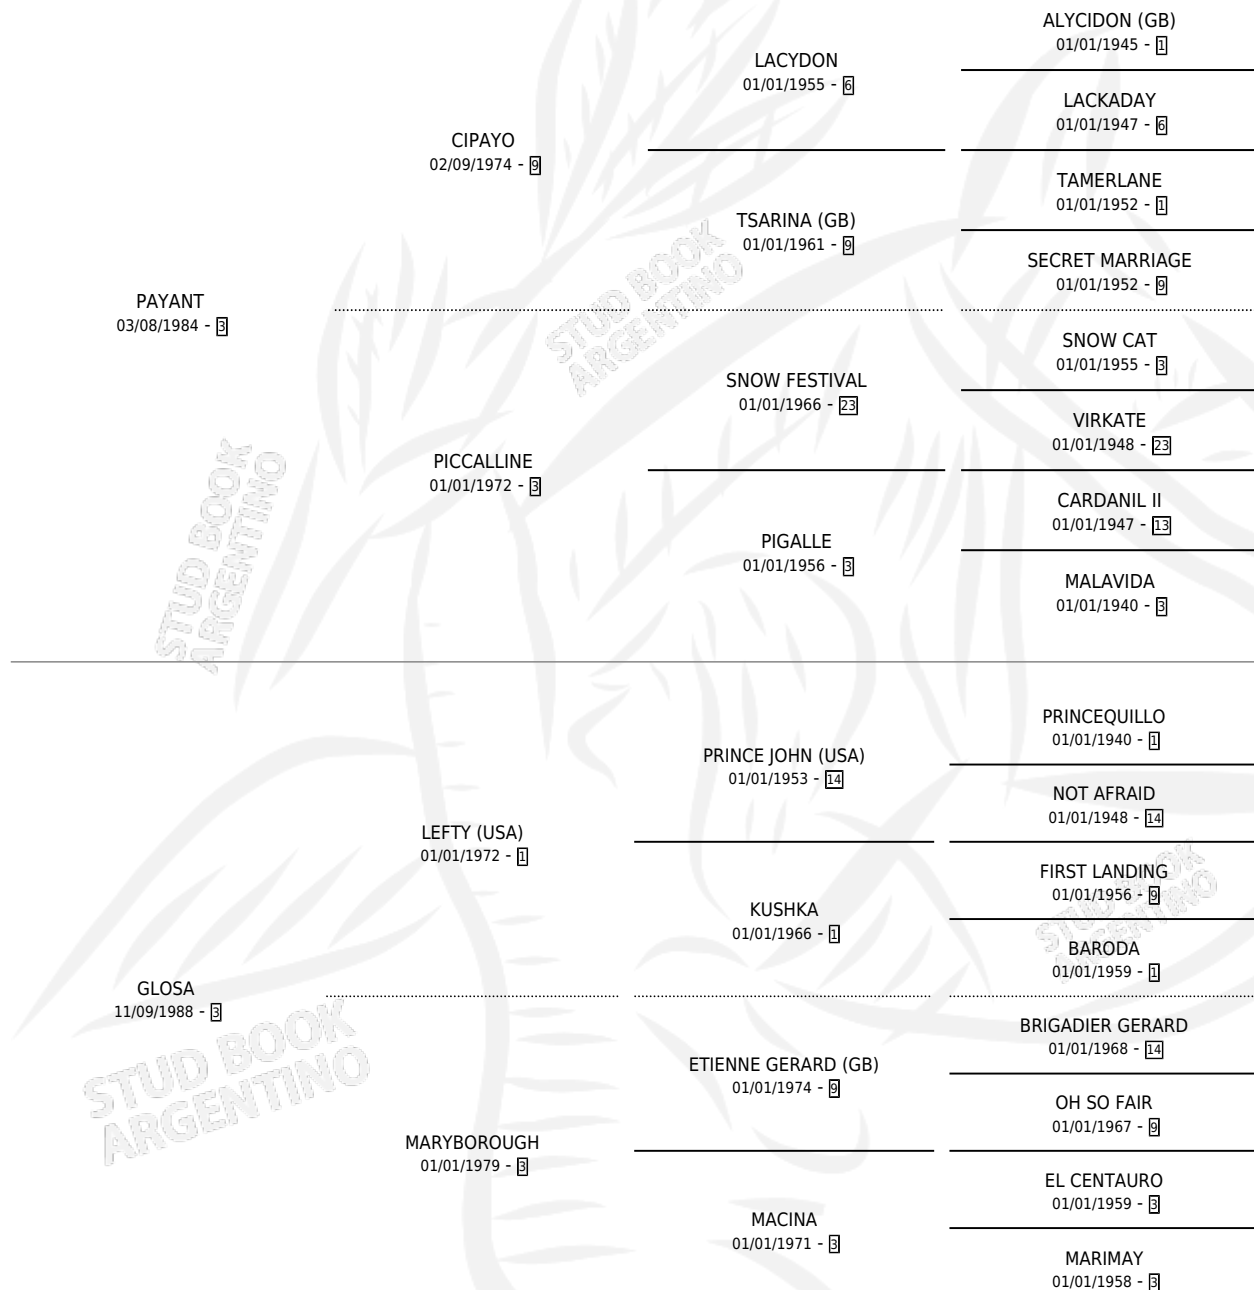 ALYCIDON (GB)
01/01/1945 - 1
LACYDON
01/01/1955 - 6
LACKADAY
01/01/1947 - 6
CIPAYO
02/09/1974 - 9
TAMERLANE
01/01/1952 - 1
TSARINA (GB)
01/01/1961 - 9
SECRET MARRIAGE
01/01/1952 - 9
PAYANT
03/08/1984 - 3
STUD BOOK
ARGENTINO
SNOW CAT
01/01/1955 - 3
SNOW FESTIVAL
01/01/1966 - 23
VIRKATE
01/01/1948 - 23
PICCALLINE
01/01/1972 - 3
CARDANIL II
01/01/1947 - 13
PIGALLE
01/01/1956 - 3
MALAVIDA
01/01/1940 - 3
STUD BOOK
ARGENTINO
PRINCEQUILLO
01/01/1940 - 1
PRINCE JOHN (USA)
01/01/1953 - 14
NOT AFRAID
01/01/1948 - 14
LEFTY (USA)
01/01/1972 - 1
FIRST LANDING
01/01/1956 - 9
KUSHKA
01/01/1966 - 1
BARODA
01/01/1959 - 1
STUD BOOK
ARGENTINO
GLOSA
11/09/1988 - 3
BRIGADIER GERARD
01/01/1968 - 14
ETIENNE GERARD (GB)
01/01/1974 - 9
OH SO FAIR
01/01/1967 - 9
STUD BOOK
ARGENTINO
MARYBOROUGH
01/01/1979 - 3
EL CENTAURO
01/01/1959 - 3
MACINA
01/01/1971 - 3
MARIMAY
01/01/1958 - 3